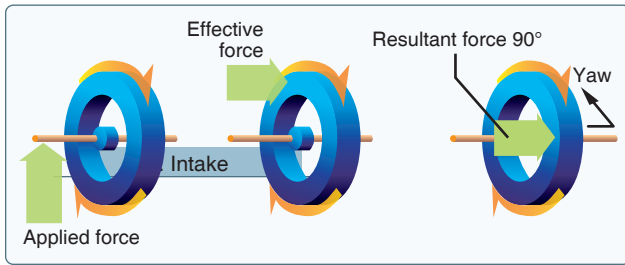 Effective
force
Resultant force 90°
Yaw
. Intake
Applied force